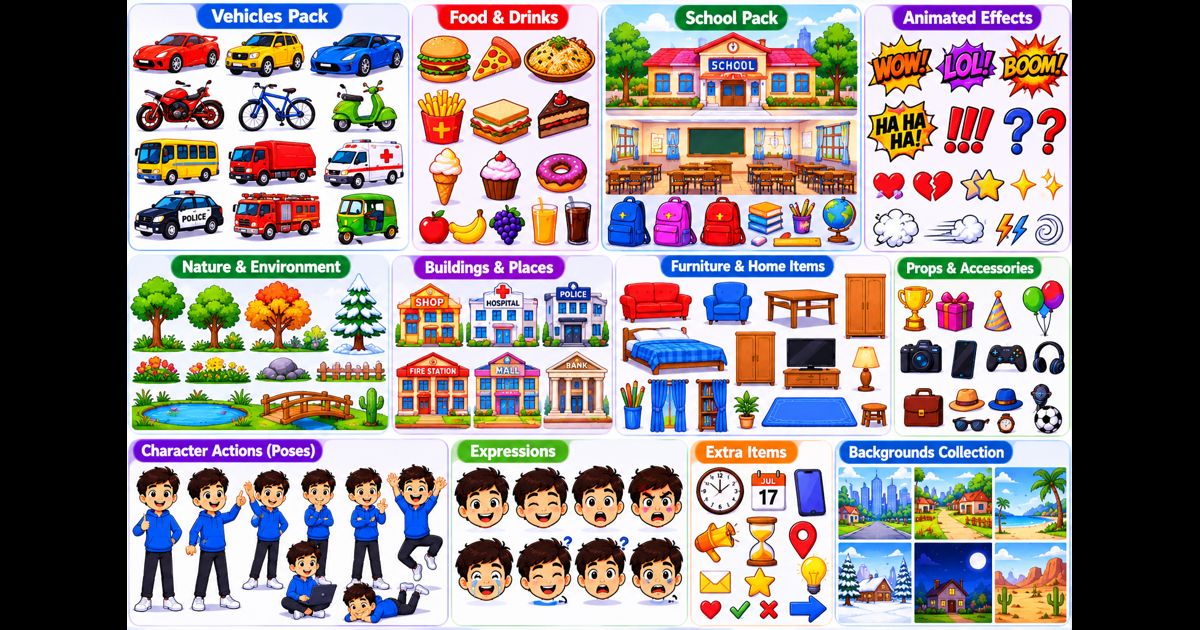 Vehicles Pack
Food & Drinks
School Pack
Animated Effects
SCHOOL
WOW!
LOL!
BOOM!
HA HA
HA!
!!!
??
POLICE
Nature & Environment
Buildings & Places
Furniture & Home Items
Props & Accessories
SHOP
HOSPITAL
POLICE
FIRE STATION
MALL
BANK
Character Actions (Poses)
Expressions
Extra Items
Backgrounds Collection
?
?
JUL
17